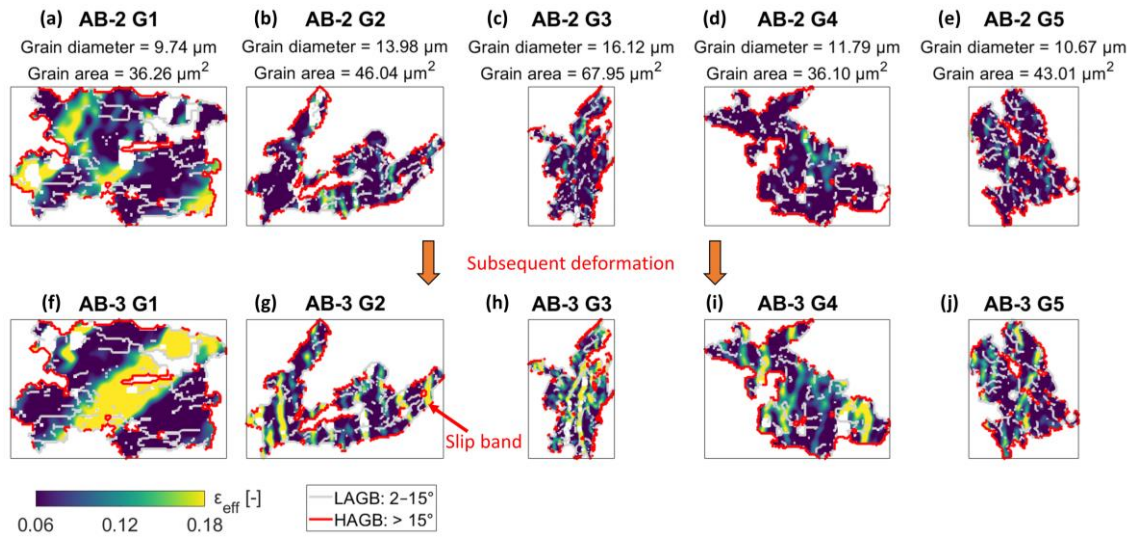 (a) AB-2 G1
Grain diameter = 9.74 μm
Grain area = 36.26 μm²
(b) AB-2 G2
Grain diameter = 13.98 μm
Grain area = 46.04 μm²
(c) AB-2 G3
Grain diameter = 16.12 μm
Grain area = 67.95 μm²
(d) AB-2 G4
Grain diameter = 11.79 μm
Grain area = 36.10 μm²
(e) AB-2 G5
Grain diameter = 10.67 μm
Grain area = 43.01 μm²
Subsequent deformation
(f) AB-3 G1
(g) AB-3 G2
(h) AB-3 G3
(i) AB-3 G4
(j) AB-3 G5
Slip band
ε_eff [-]
0.06 0.12 0.18
LAGB: 2–15°
HAGB: > 15°